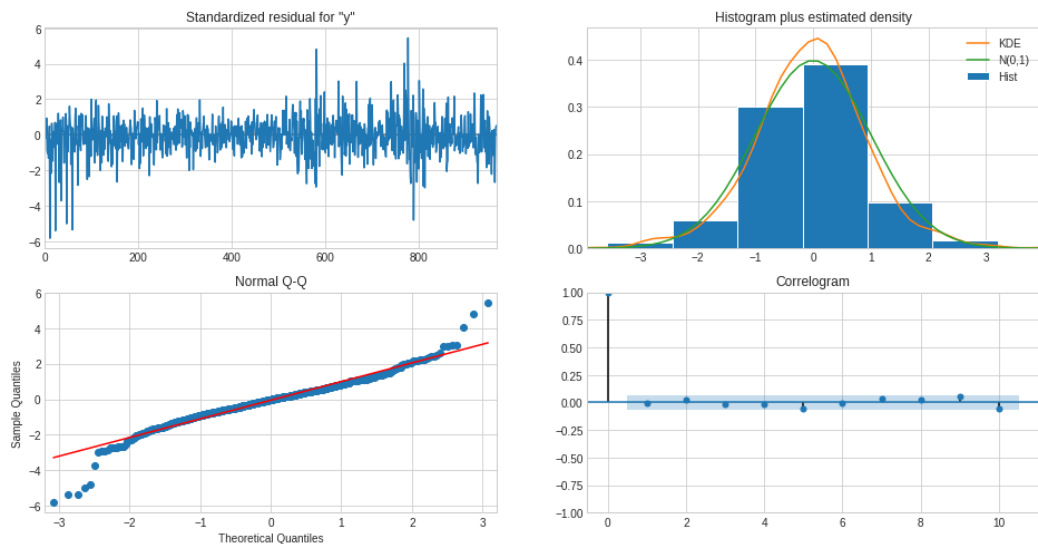 Standardized residual for "y"
6
4
2
0
−2
−4
−6
0 200 400 600 800
Histogram plus estimated density
KDE
N(0,1)
Hist
0.4
0.3
0.2
0.1
0.0
−3 −2 −1 0 1 2 3
Normal Q-Q
Sample Quantiles
6
4
2
0
−2
−4
−6
−3 −2 −1 0 1 2 3
Theoretical Quantiles
Correlogram
1.00
0.75
0.50
0.25
0.00
−0.25
−0.50
−0.75
−1.00
0 2 4 6 8 10